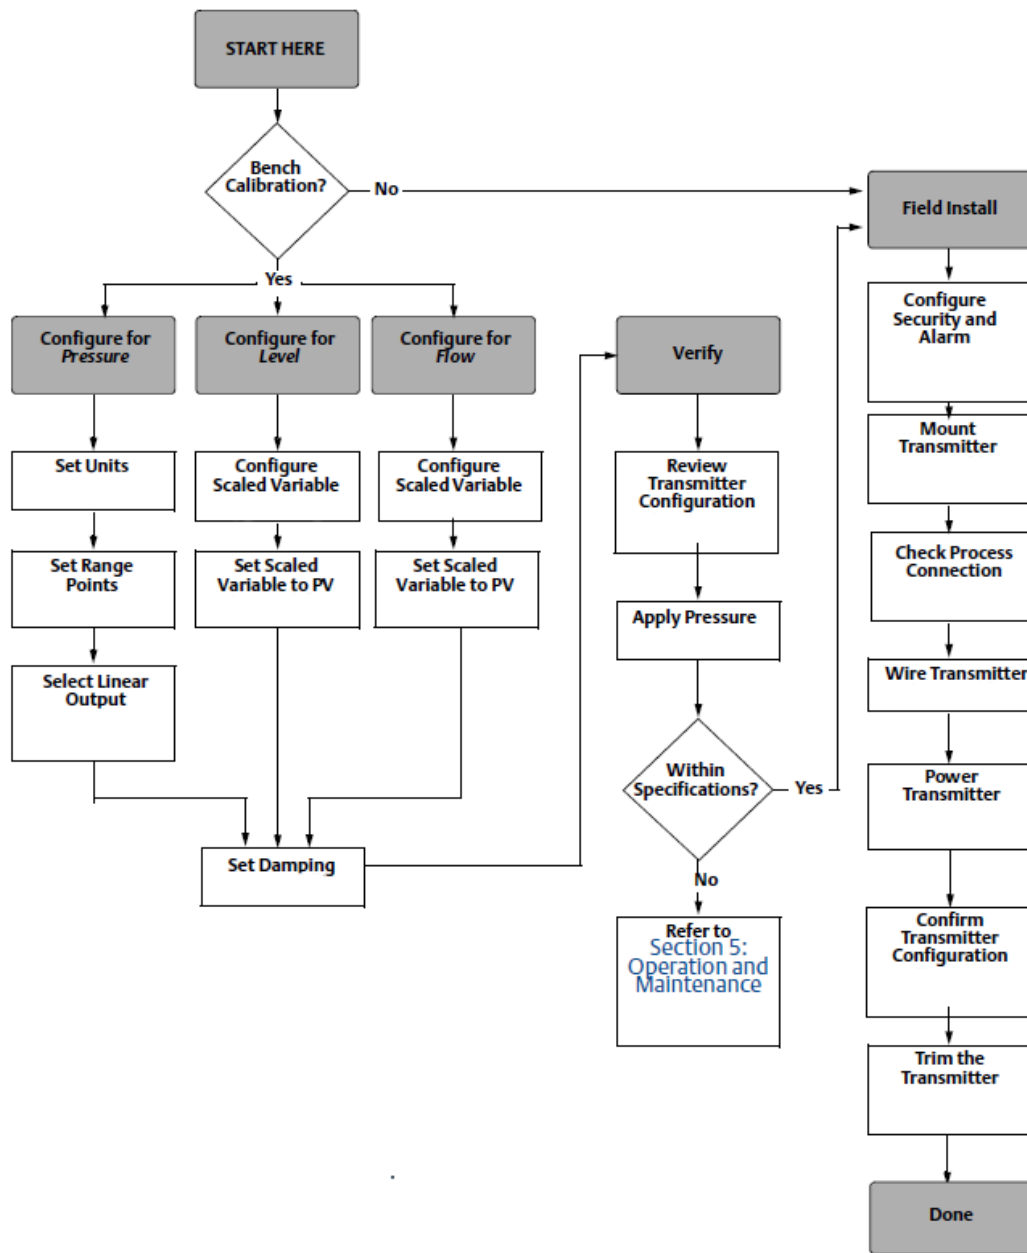 START HERE
Bench
Calibration?
No
Yes
Field Install
Configure for
Pressure
Configure for
Level
Configure for
Flow
Verify
Configure
Security and
Alarm
Mount
Transmitter
Set Units
Configure
Scaled Variable
Configure
Scaled Variable
Review
Transmitter
Configuration
Set Range
Points
Set Scaled
Variable to PV
Set Scaled
Variable to PV
Check Process
Connection
Apply Pressure
Select Linear
Output
Wire Transmitter
Within
Specifications?
Yes
Power
Transmitter
Set Damping
No
Refer to
Section 5:
Operation and
Maintenance
Confirm
Transmitter
Configuration
Trim the
Transmitter
Done